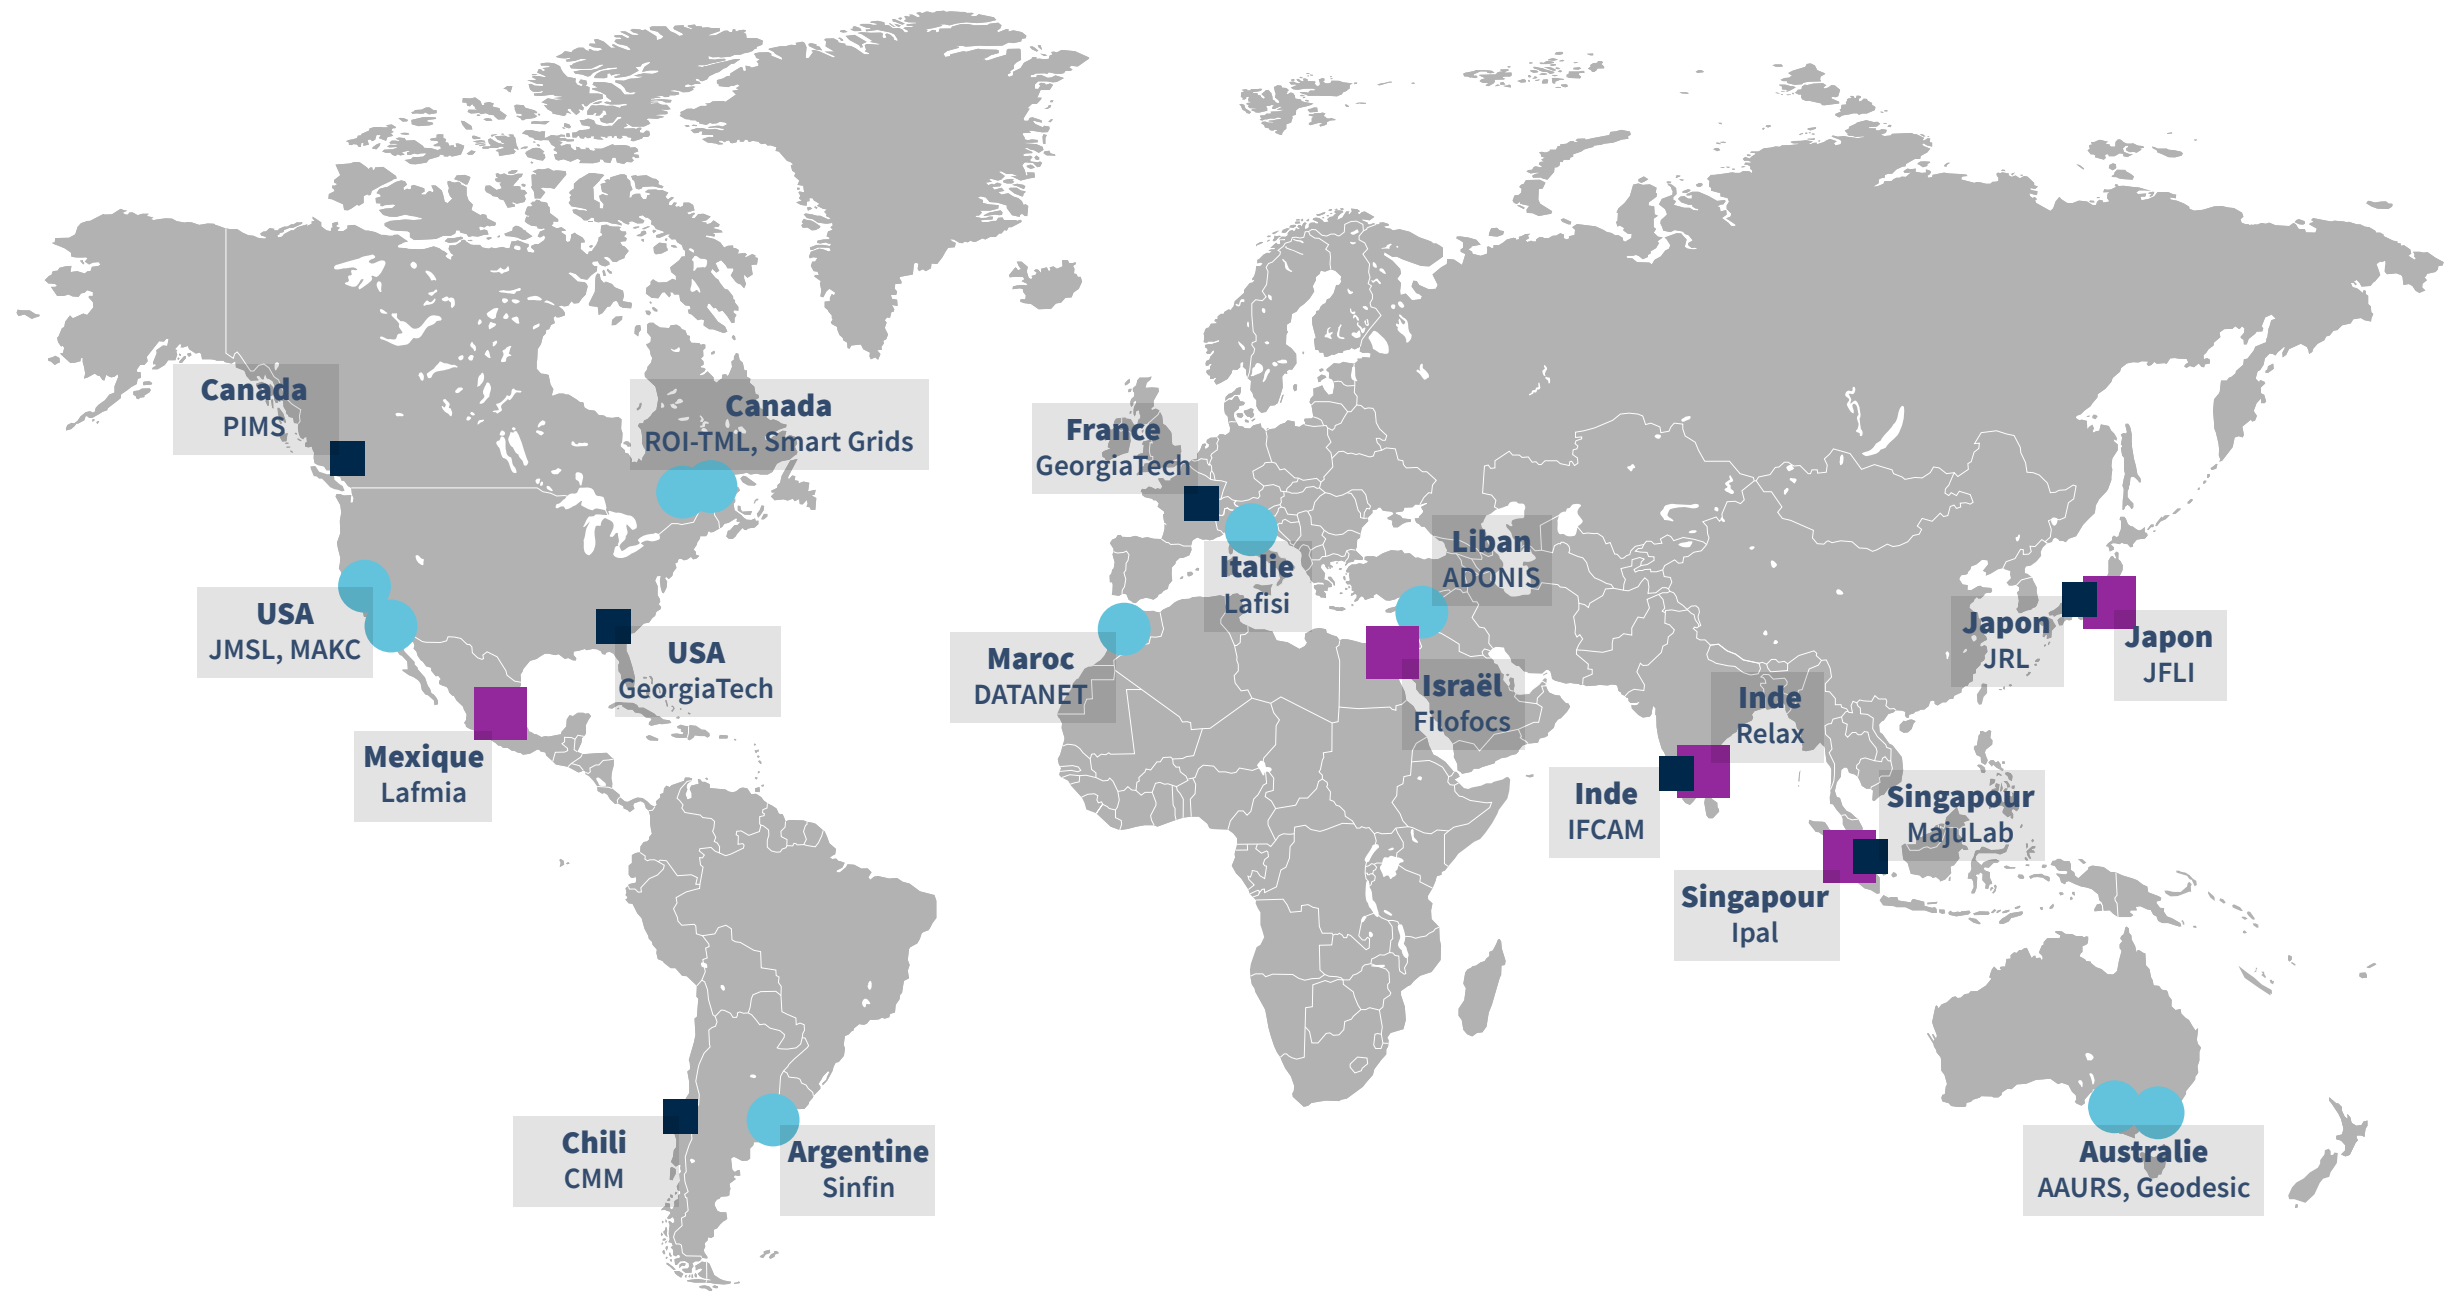 Canada
PIMS
Canada
ROI-TML, Smart Grids
France
GeorgiaTech
Liban
ADONIS
Italie
Lafisi
USA
JMSL, MAKC
USA
GeorgiaTech
Maroc
DATANET
Israël
Filofocs
Japon
JRL
Japon
JFLI
Inde
Relax
Mexique
Lafmia
Inde
IFCAM
Singapour
MajuLab
Singapour
Ipal
Chili
CMM
Argentine
Sinfin
Australie
AAURS, Geodesic